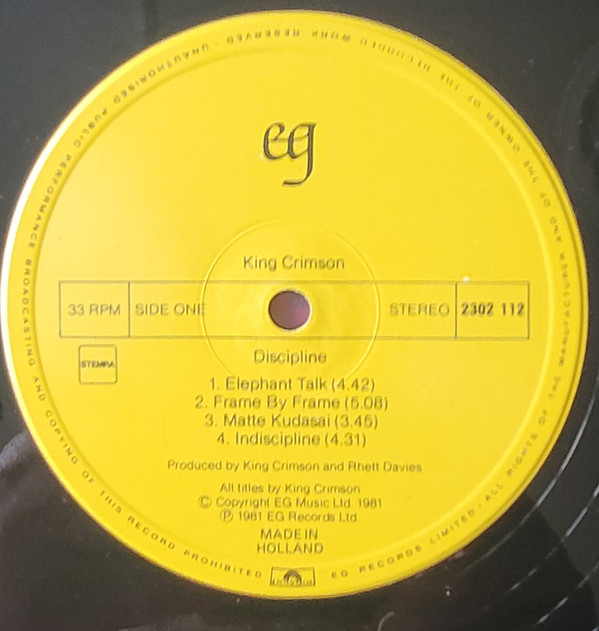 eg
King Crimson
33 RPM SIDE ONE STEREO 2302 112
STEMRA
Discipline
1. Elephant Talk (4.42)
2. Frame By Frame (5.08)
3. Matte Kudasai (3.45)
4. Indiscipline (4.31)
Produced by King Crimson and Rhett Davies
All titles by King Crimson
© Copyright EG Music Ltd. 1981
℗ 1981 EG Records Ltd.
MADE IN
HOLLAND
EG RECORDS LIMITED · ALL RIGHTS OF THE MANUFACTURER AND OF THE OWNER OF THE RECORDED WORK RESERVED · UNAUTHORISED PUBLIC PERFORMANCE BROADCASTING AND COPYING OF THIS RECORD PROHIBITED